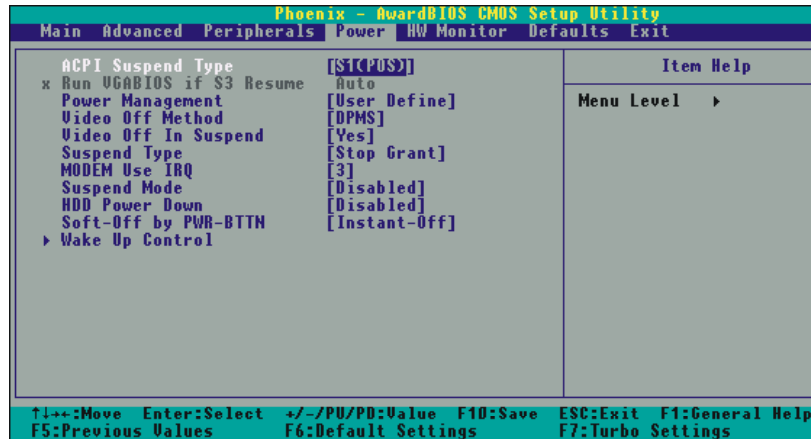 Phoenix - AwardBIOS CMOS Setup Utility
Main Advanced Peripherals Power HW Monitor Defaults Exit
ACPI Suspend Type [S1(POS)]
x Run VGABIOS if S3 Resume Auto
Power Management [User Define]
Video Off Method [DPMS]
Video Off In Suspend [Yes]
Suspend Type [Stop Grant]
MODEM Use IRQ [3]
Suspend Mode [Disabled]
HDD Power Down [Disabled]
Soft-Off by PWR-BTTN [Instant-Off]
▸ Wake Up Control
Item Help
Menu Level ▸
↑↓→←:Move Enter:Select +/-/PU/PD:Value F10:Save ESC:Exit F1:General Help
F5:Previous Values F6:Default Settings F7:Turbo Settings